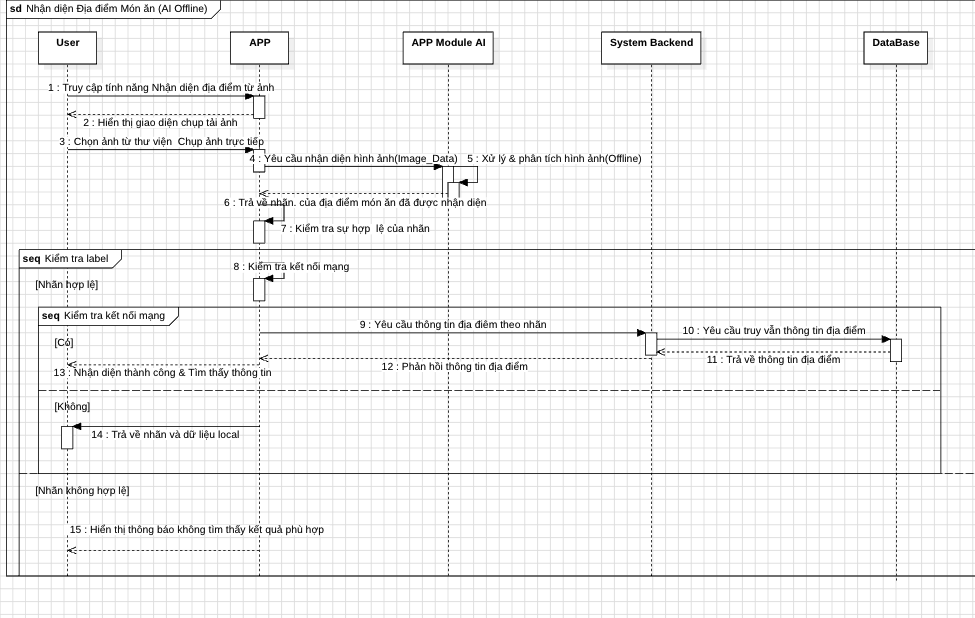 sd Nhận diện Địa điểm Món ăn (AI Offline)
User
APP
APP Module AI
System Backend
DataBase
1 : Truy cập tính năng Nhận diện địa điểm từ ảnh
2 : Hiển thị giao diện chụp tải ảnh
3 : Chọn ảnh từ thư viện Chụp ảnh trực tiếp
4 : Yêu cầu nhận diện hình ảnh(Image_Data)
5 : Xử lý & phân tích hình ảnh(Offline)
6 : Trả về nhãn. của địa điểm món ăn đã được nhận diện
7 : Kiểm tra sự hợp lệ của nhãn
seq Kiểm tra label
8 : Kiểm tra kết nối mạng
[Nhãn hợp lệ]
seq Kiểm tra kết nối mạng
9 : Yêu cầu thông tin địa điêm theo nhãn
10 : Yêu cầu truy vẫn thông tin địa điểm
[Có]
11 : Trả về thông tin địa điểm
12 : Phản hồi thông tin địa điểm
13 : Nhận diện thành công & Tìm thấy thông tin
[Không]
14 : Trả về nhãn và dữ liệu local
[Nhãn không hợp lệ]
15 : Hiển thị thông báo không tìm thấy kết quả phù hợp